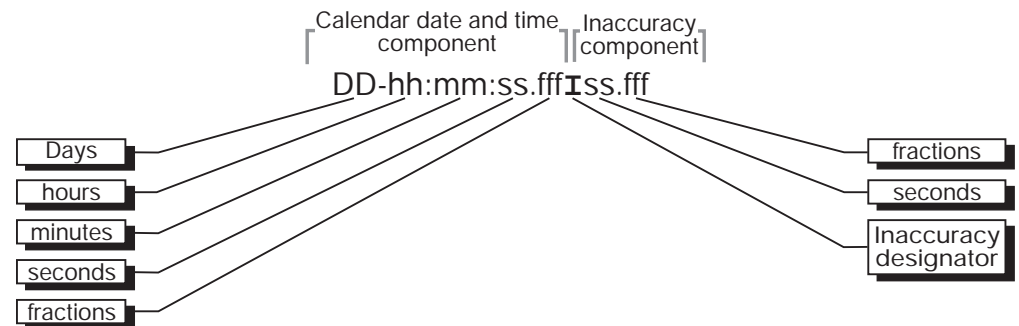 Calendar date and time component
Inaccuracy component
DD-hh:mm:ss.fffIss.fff
Days
hours
minutes
seconds
fractions
fractions
seconds
Inaccuracy designator